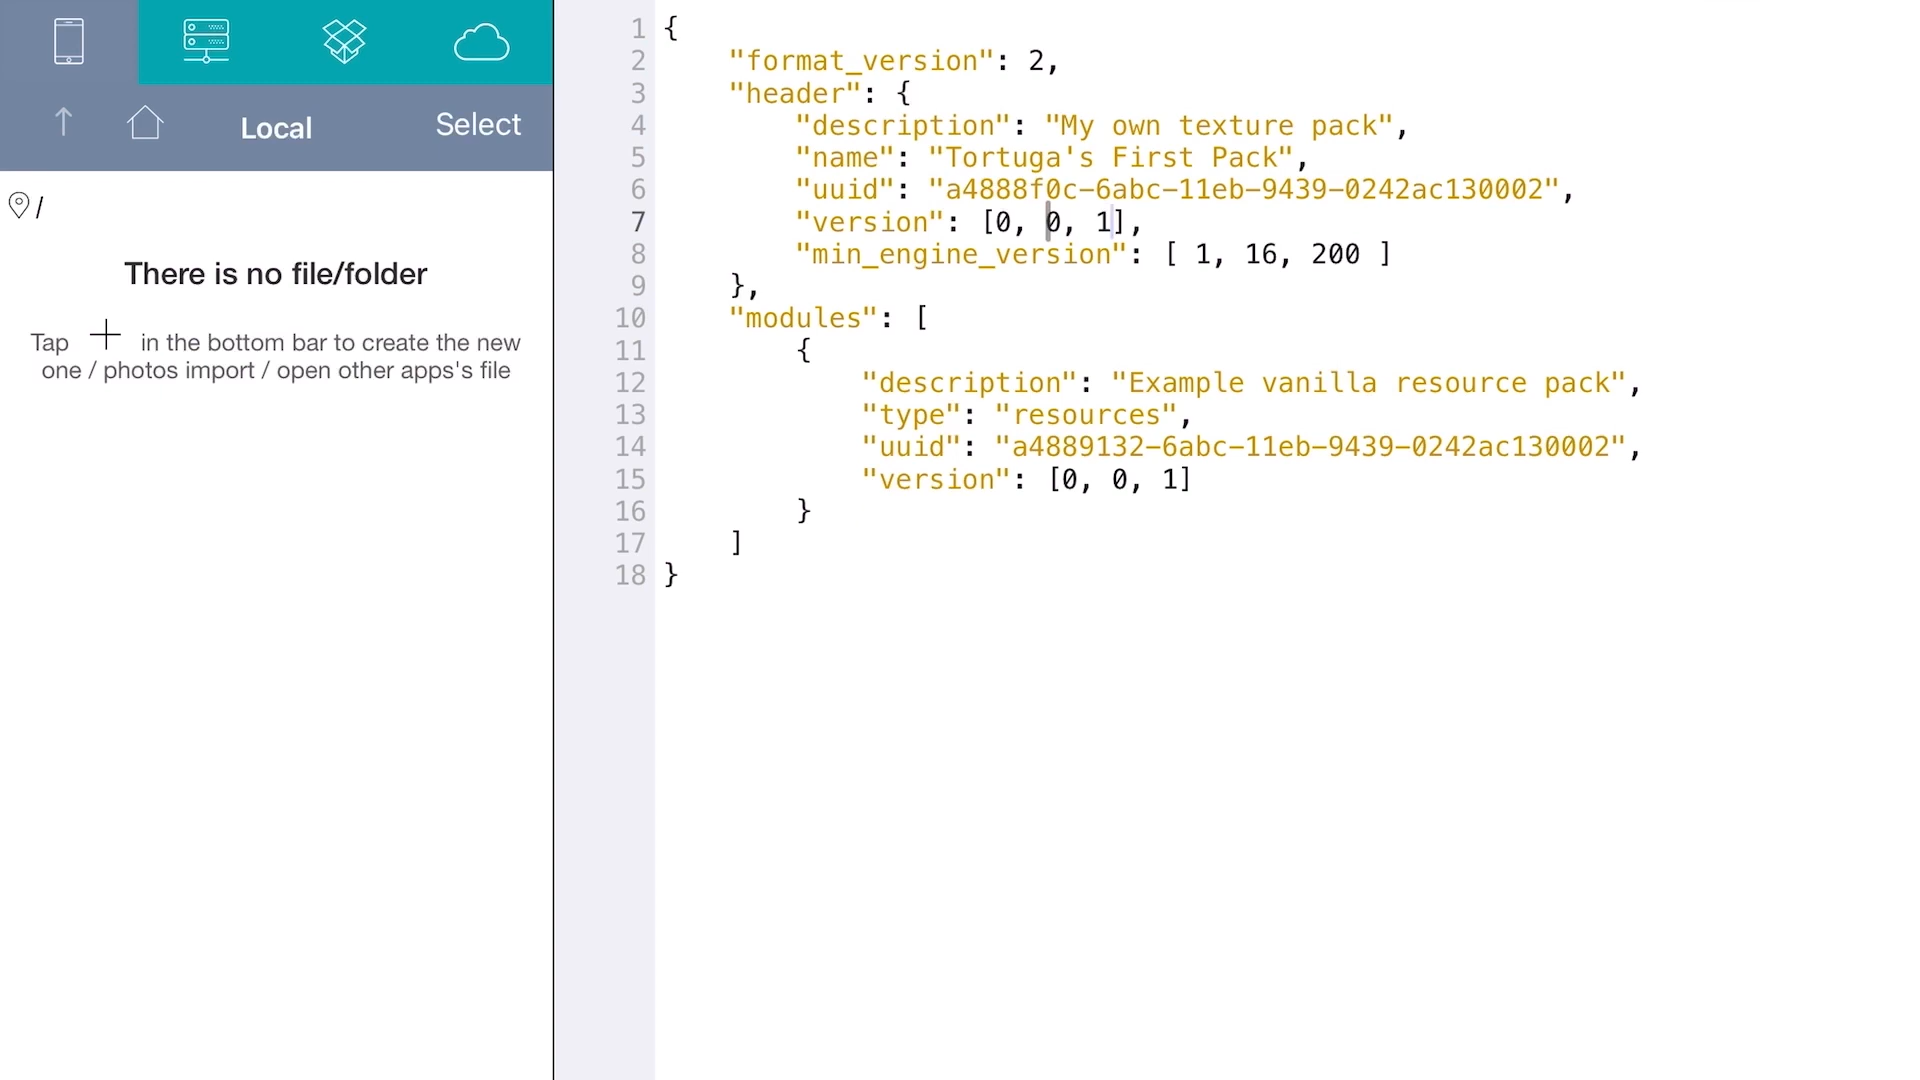 Local
Select
/
There is no file/folder
Tap + in the bottom bar to create the new
one / photos import / open other apps's file
1 {
2     "format_version": 2,
3     "header": {
4         "description": "My own texture pack",
5         "name": "Tortuga's First Pack",
6         "uuid": "a4888f0c-6abc-11eb-9439-0242ac130002",
7         "version": [0, 0, 1],
8         "min_engine_version": [ 1, 16, 200 ]
9     },
10     "modules": [
11         {
12             "description": "Example vanilla resource pack",
13             "type": "resources",
14             "uuid": "a4889132-6abc-11eb-9439-0242ac130002",
15             "version": [0, 0, 1]
16         }
17     ]
18 }